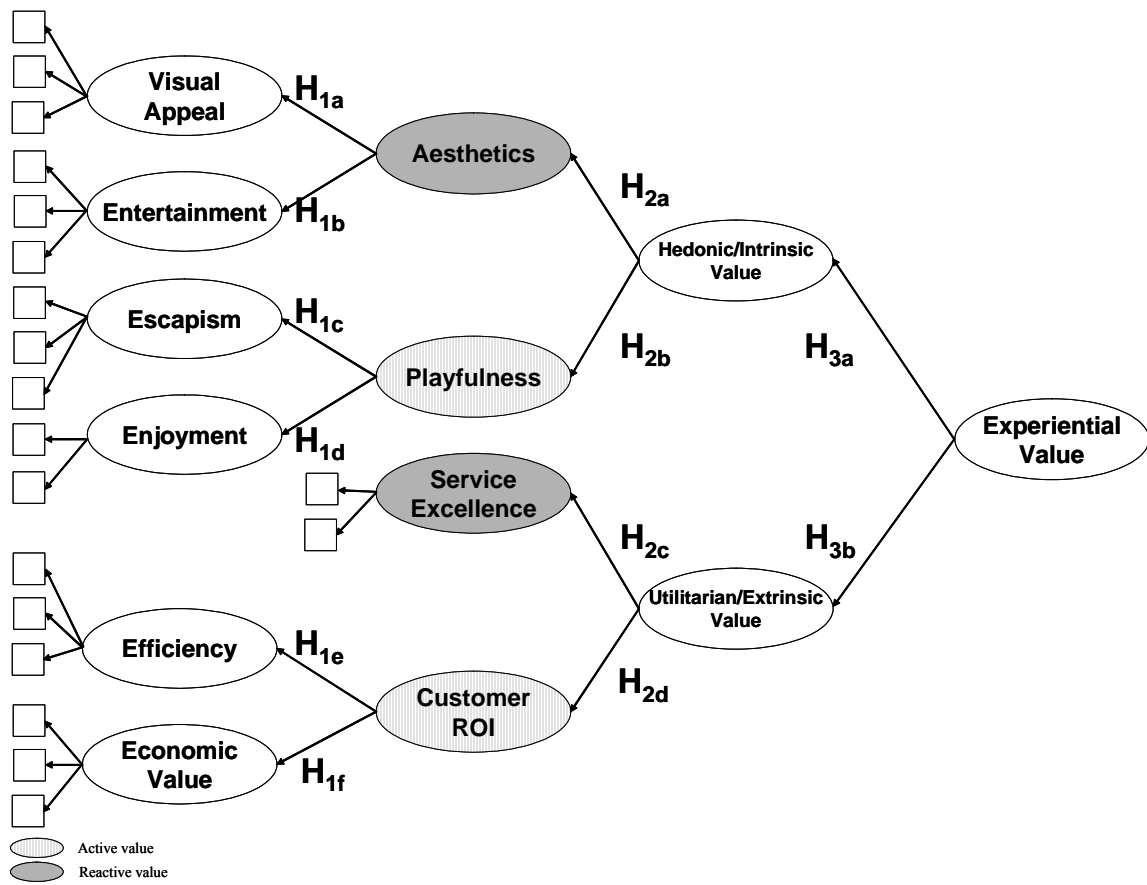 Visual
Appeal
H1a
Aesthetics
Entertainment
H1b
H2a
Hedonic/Intrinsic
Value
Escapism
H1c
H2b
H3a
Playfulness
Enjoyment
H1d
Experiential
Value
Service
Excellence
H2c
H3b
Utilitarian/Extrinsic
Value
Efficiency
H1e
H2d
Customer
ROI
Economic
Value
H1f
Active value
Reactive value